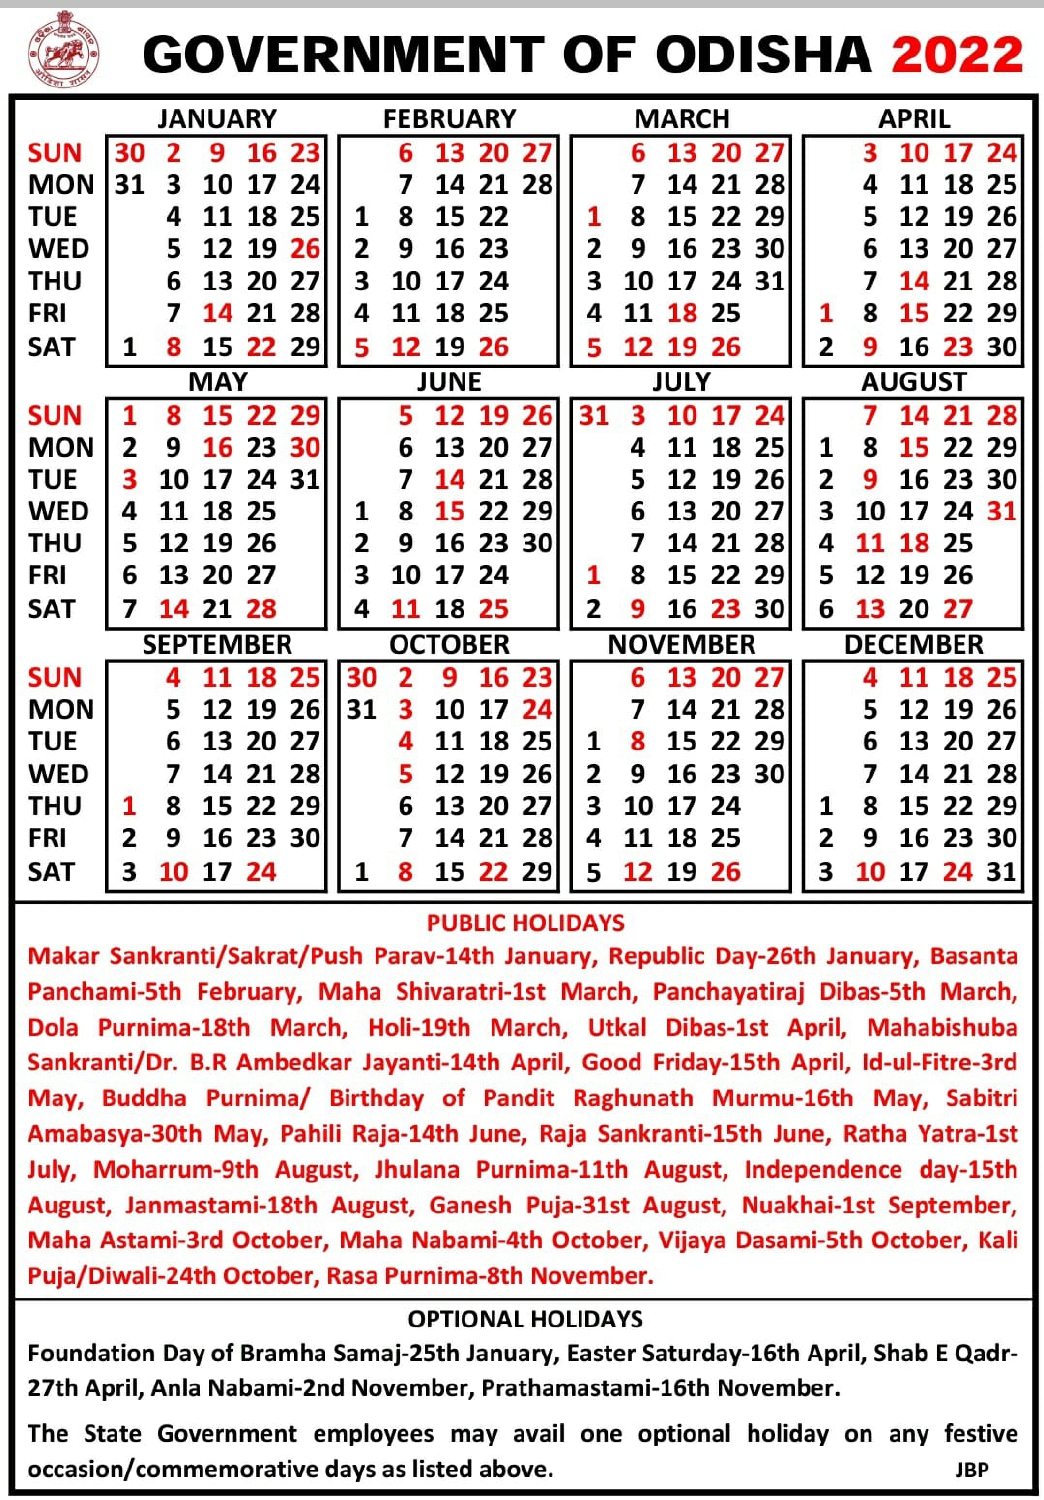 GOVERNMENT OF ODISHA 2022
JANUARY FEBRUARY MARCH APRIL
SUN 30 2 9 16 23 6 13 20 27 6 13 20 27 3 10 17 24
MON 31 3 10 17 24 7 14 21 28 7 14 21 28 4 11 18 25
TUE 4 11 18 25 1 8 15 22 1 8 15 22 29 5 12 19 26
WED 5 12 19 26 2 9 16 23 2 9 16 23 30 6 13 20 27
THU 6 13 20 27 3 10 17 24 3 10 17 24 31 7 14 21 28
FRI 7 14 21 28 4 11 18 25 4 11 18 25 1 8 15 22 29
SAT 1 8 15 22 29 5 12 19 26 5 12 19 26 2 9 16 23 30
MAY JUNE JULY AUGUST
SUN 1 8 15 22 29 5 12 19 26 31 3 10 17 24 7 14 21 28
MON 2 9 16 23 30 6 13 20 27 4 11 18 25 1 8 15 22 29
TUE 3 10 17 24 31 7 14 21 28 5 12 19 26 2 9 16 23 30
WED 4 11 18 25 1 8 15 22 29 6 13 20 27 3 10 17 24 31
THU 5 12 19 26 2 9 16 23 30 7 14 21 28 4 11 18 25
FRI 6 13 20 27 3 10 17 24 1 8 15 22 29 5 12 19 26
SAT 7 14 21 28 4 11 18 25 2 9 16 23 30 6 13 20 27
SEPTEMBER OCTOBER NOVEMBER DECEMBER
SUN 4 11 18 25 30 2 9 16 23 6 13 20 27 4 11 18 25
MON 5 12 19 26 31 3 10 17 24 7 14 21 28 5 12 19 26
TUE 6 13 20 27 4 11 18 25 1 8 15 22 29 6 13 20 27
WED 7 14 21 28 5 12 19 26 2 9 16 23 30 7 14 21 28
THU 1 8 15 22 29 6 13 20 27 3 10 17 24 1 8 15 22 29
FRI 2 9 16 23 30 7 14 21 28 4 11 18 25 2 9 16 23 30
SAT 3 10 17 24 1 8 15 22 29 5 12 19 26 3 10 17 24 31
PUBLIC HOLIDAYS
Makar Sankranti/Sakrat/Push Parav-14th January, Republic Day-26th January, Basanta
Panchami-5th February, Maha Shivaratri-1st March, Panchayatiraj Dibas-5th March,
Dola Purnima-18th March, Holi-19th March, Utkal Dibas-1st April, Mahabishuba
Sankranti/Dr. B.R Ambedkar Jayanti-14th April, Good Friday-15th April, Id-ul-Fitre-3rd
May, Buddha Purnima/ Birthday of Pandit Raghunath Murmu-16th May, Sabitri
Amabasya-30th May, Pahili Raja-14th June, Raja Sankranti-15th June, Ratha Yatra-1st
July, Moharrum-9th August, Jhulana Purnima-11th August, Independence day-15th
August, Janmastami-18th August, Ganesh Puja-31st August, Nuakhai-1st September,
Maha Astami-3rd October, Maha Nabami-4th October, Vijaya Dasami-5th October, Kali
Puja/Diwali-24th October, Rasa Purnima-8th November.
OPTIONAL HOLIDAYS
Foundation Day of Bramha Samaj-25th January, Easter Saturday-16th April, Shab E Qadr-
27th April, Anla Nabami-2nd November, Prathamastami-16th November.
The State Government employees may avail one optional holiday on any festive
occasion/commemorative days as listed above.
JBP